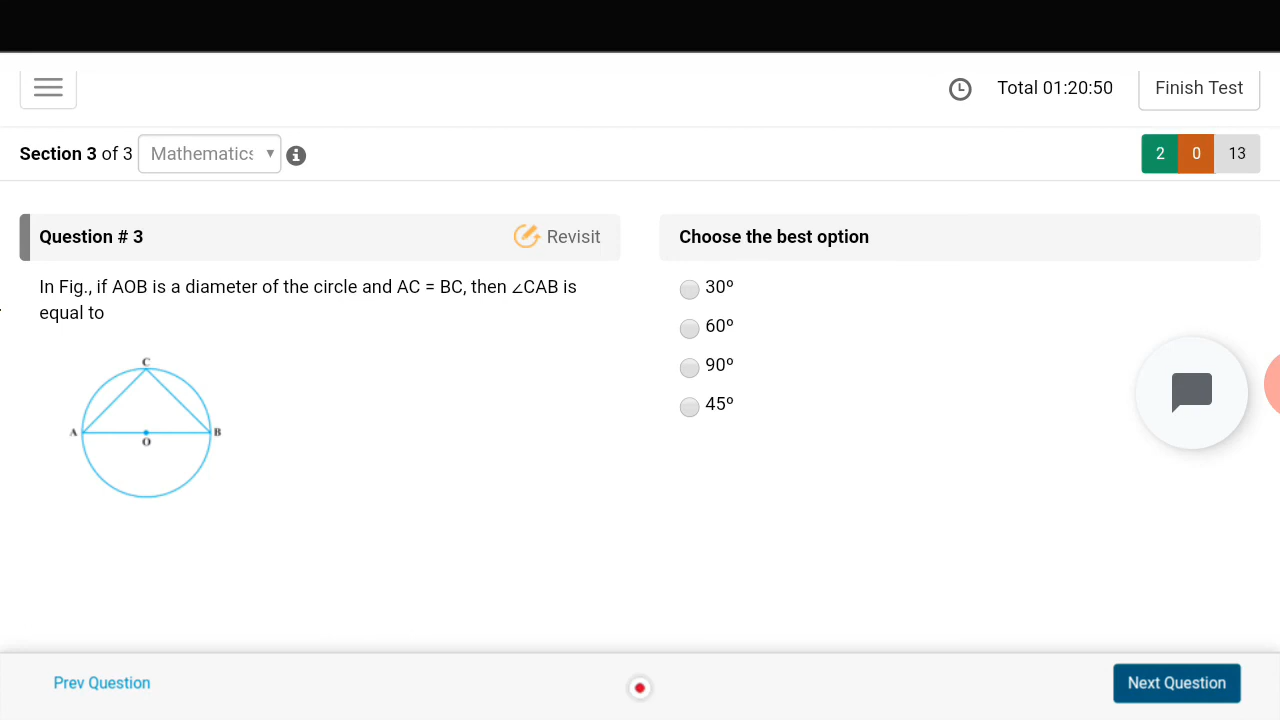 Total 01:20:50
Finish Test
Section 3 of 3
Mathematics
2
0
13
Question # 3
Revisit
In Fig., if AOB is a diameter of the circle and AC = BC, then ∠CAB is
equal to
C
A
B
O
Choose the best option
30º
60º
90º
45º
Prev Question
Next Question